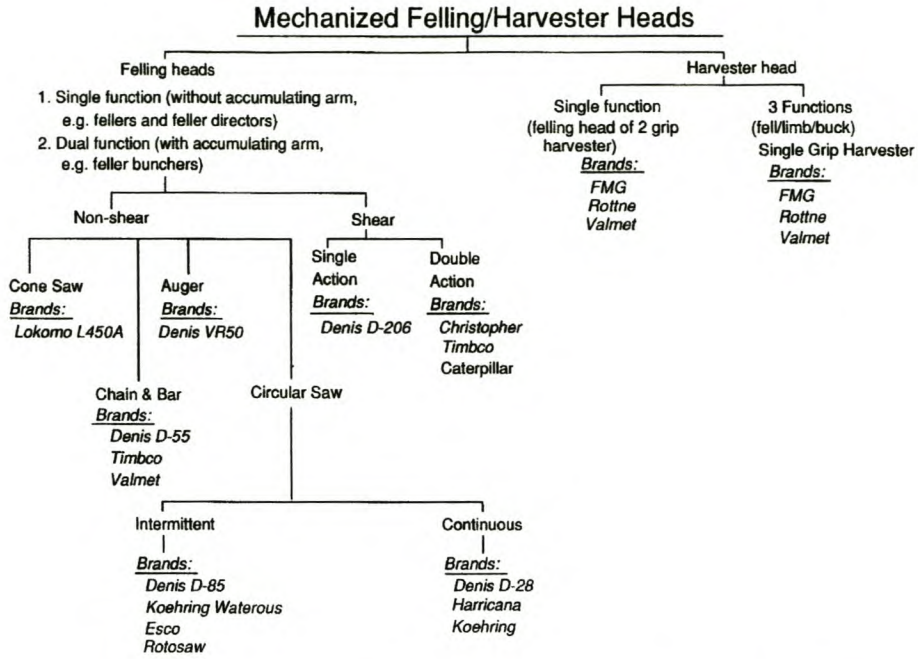 Mechanized Felling/Harvester Heads
Felling heads
1. Single function (without accumulating arm,
e.g. fellers and feller directors)
2. Dual function (with accumulating arm,
e.g. feller bunchers)
Non-shear
Cone Saw
Brands:
Lokomo L450A
Chain & Bar
Brands:
Denis D-55
Timbco
Valmet
Auger
Brands:
Denis VR50
Circular Saw
Intermittent
Brands:
Denis D-85
Koehring Waterous
Esco
Rotosaw
Continuous
Brands:
Denis D-28
Harricana
Koehring
Shear
Single
Action
Brands:
Denis D-206
Double
Action
Brands:
Christopher
Timbco
Caterpillar
Harvester head
Single function
(felling head of 2 grip
harvester)
Brands:
FMG
Rottne
Valmet
3 Functions
(fell/limb/buck)
Single Grip Harvester
Brands:
FMG
Rottne
Valmet